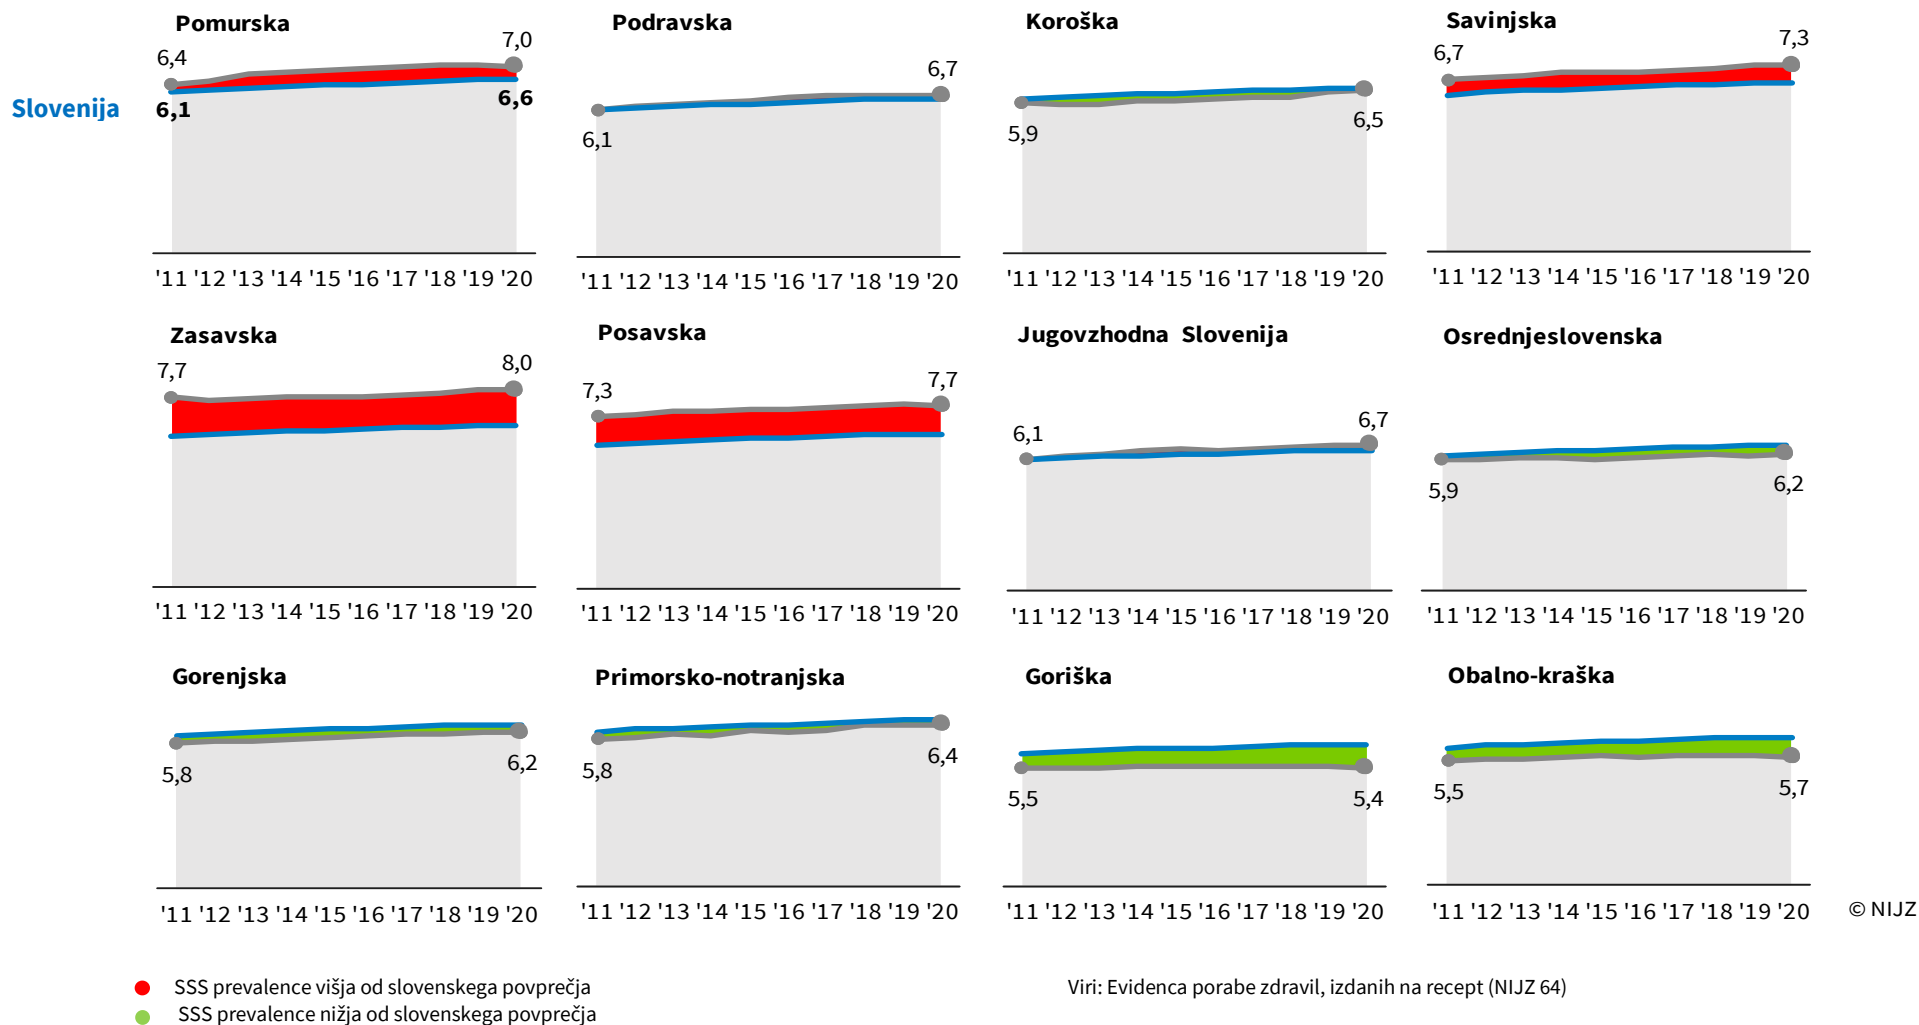 Pomurska
Podravska
Koroška
Savinjska
6,4
7,0
6,7
6,7
7,3
Slovenija
6,1
6,6
6,1
5,9
6,5
'11 '12 '13 '14 '15 '16 '17 '18 '19 '20
'11 '12 '13 '14 '15 '16 '17 '18 '19 '20
'11 '12 '13 '14 '15 '16 '17 '18 '19 '20
'11 '12 '13 '14 '15 '16 '17 '18 '19 '20
Zasavska
Posavska
Jugovzhodna Slovenija
Osrednjeslovenska
7,7
8,0
7,3
7,7
6,1
6,7
5,9
6,2
'11 '12 '13 '14 '15 '16 '17 '18 '19 '20
'11 '12 '13 '14 '15 '16 '17 '18 '19 '20
'11 '12 '13 '14 '15 '16 '17 '18 '19 '20
'11 '12 '13 '14 '15 '16 '17 '18 '19 '20
Gorenjska
Primorsko-notranjska
Goriška
Obalno-kraška
5,8
6,2
5,8
6,4
5,5
5,4
5,5
5,7
'11 '12 '13 '14 '15 '16 '17 '18 '19 '20
'11 '12 '13 '14 '15 '16 '17 '18 '19 '20
'11 '12 '13 '14 '15 '16 '17 '18 '19 '20
'11 '12 '13 '14 '15 '16 '17 '18 '19 '20
© NIJZ
SSS prevalence višja od slovenskega povprečja
SSS prevalence nižja od slovenskega povprečja
Viri: Evidenca porabe zdravil, izdanih na recept (NIJZ 64)